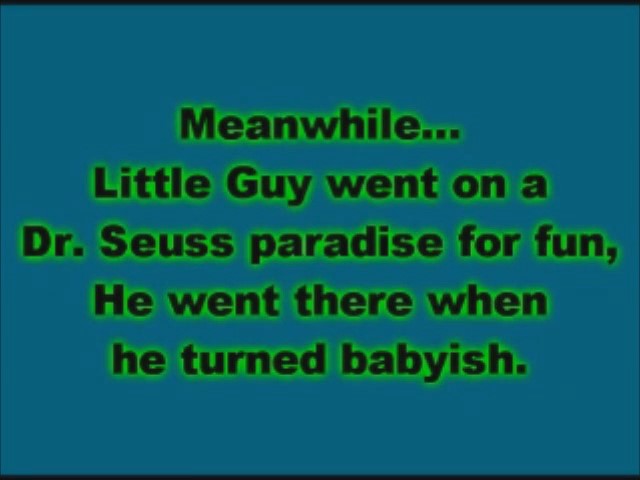 Meanwhile...
Little Guy went on a
Dr. Seuss paradise for fun,
He went there when
he turned babyish.